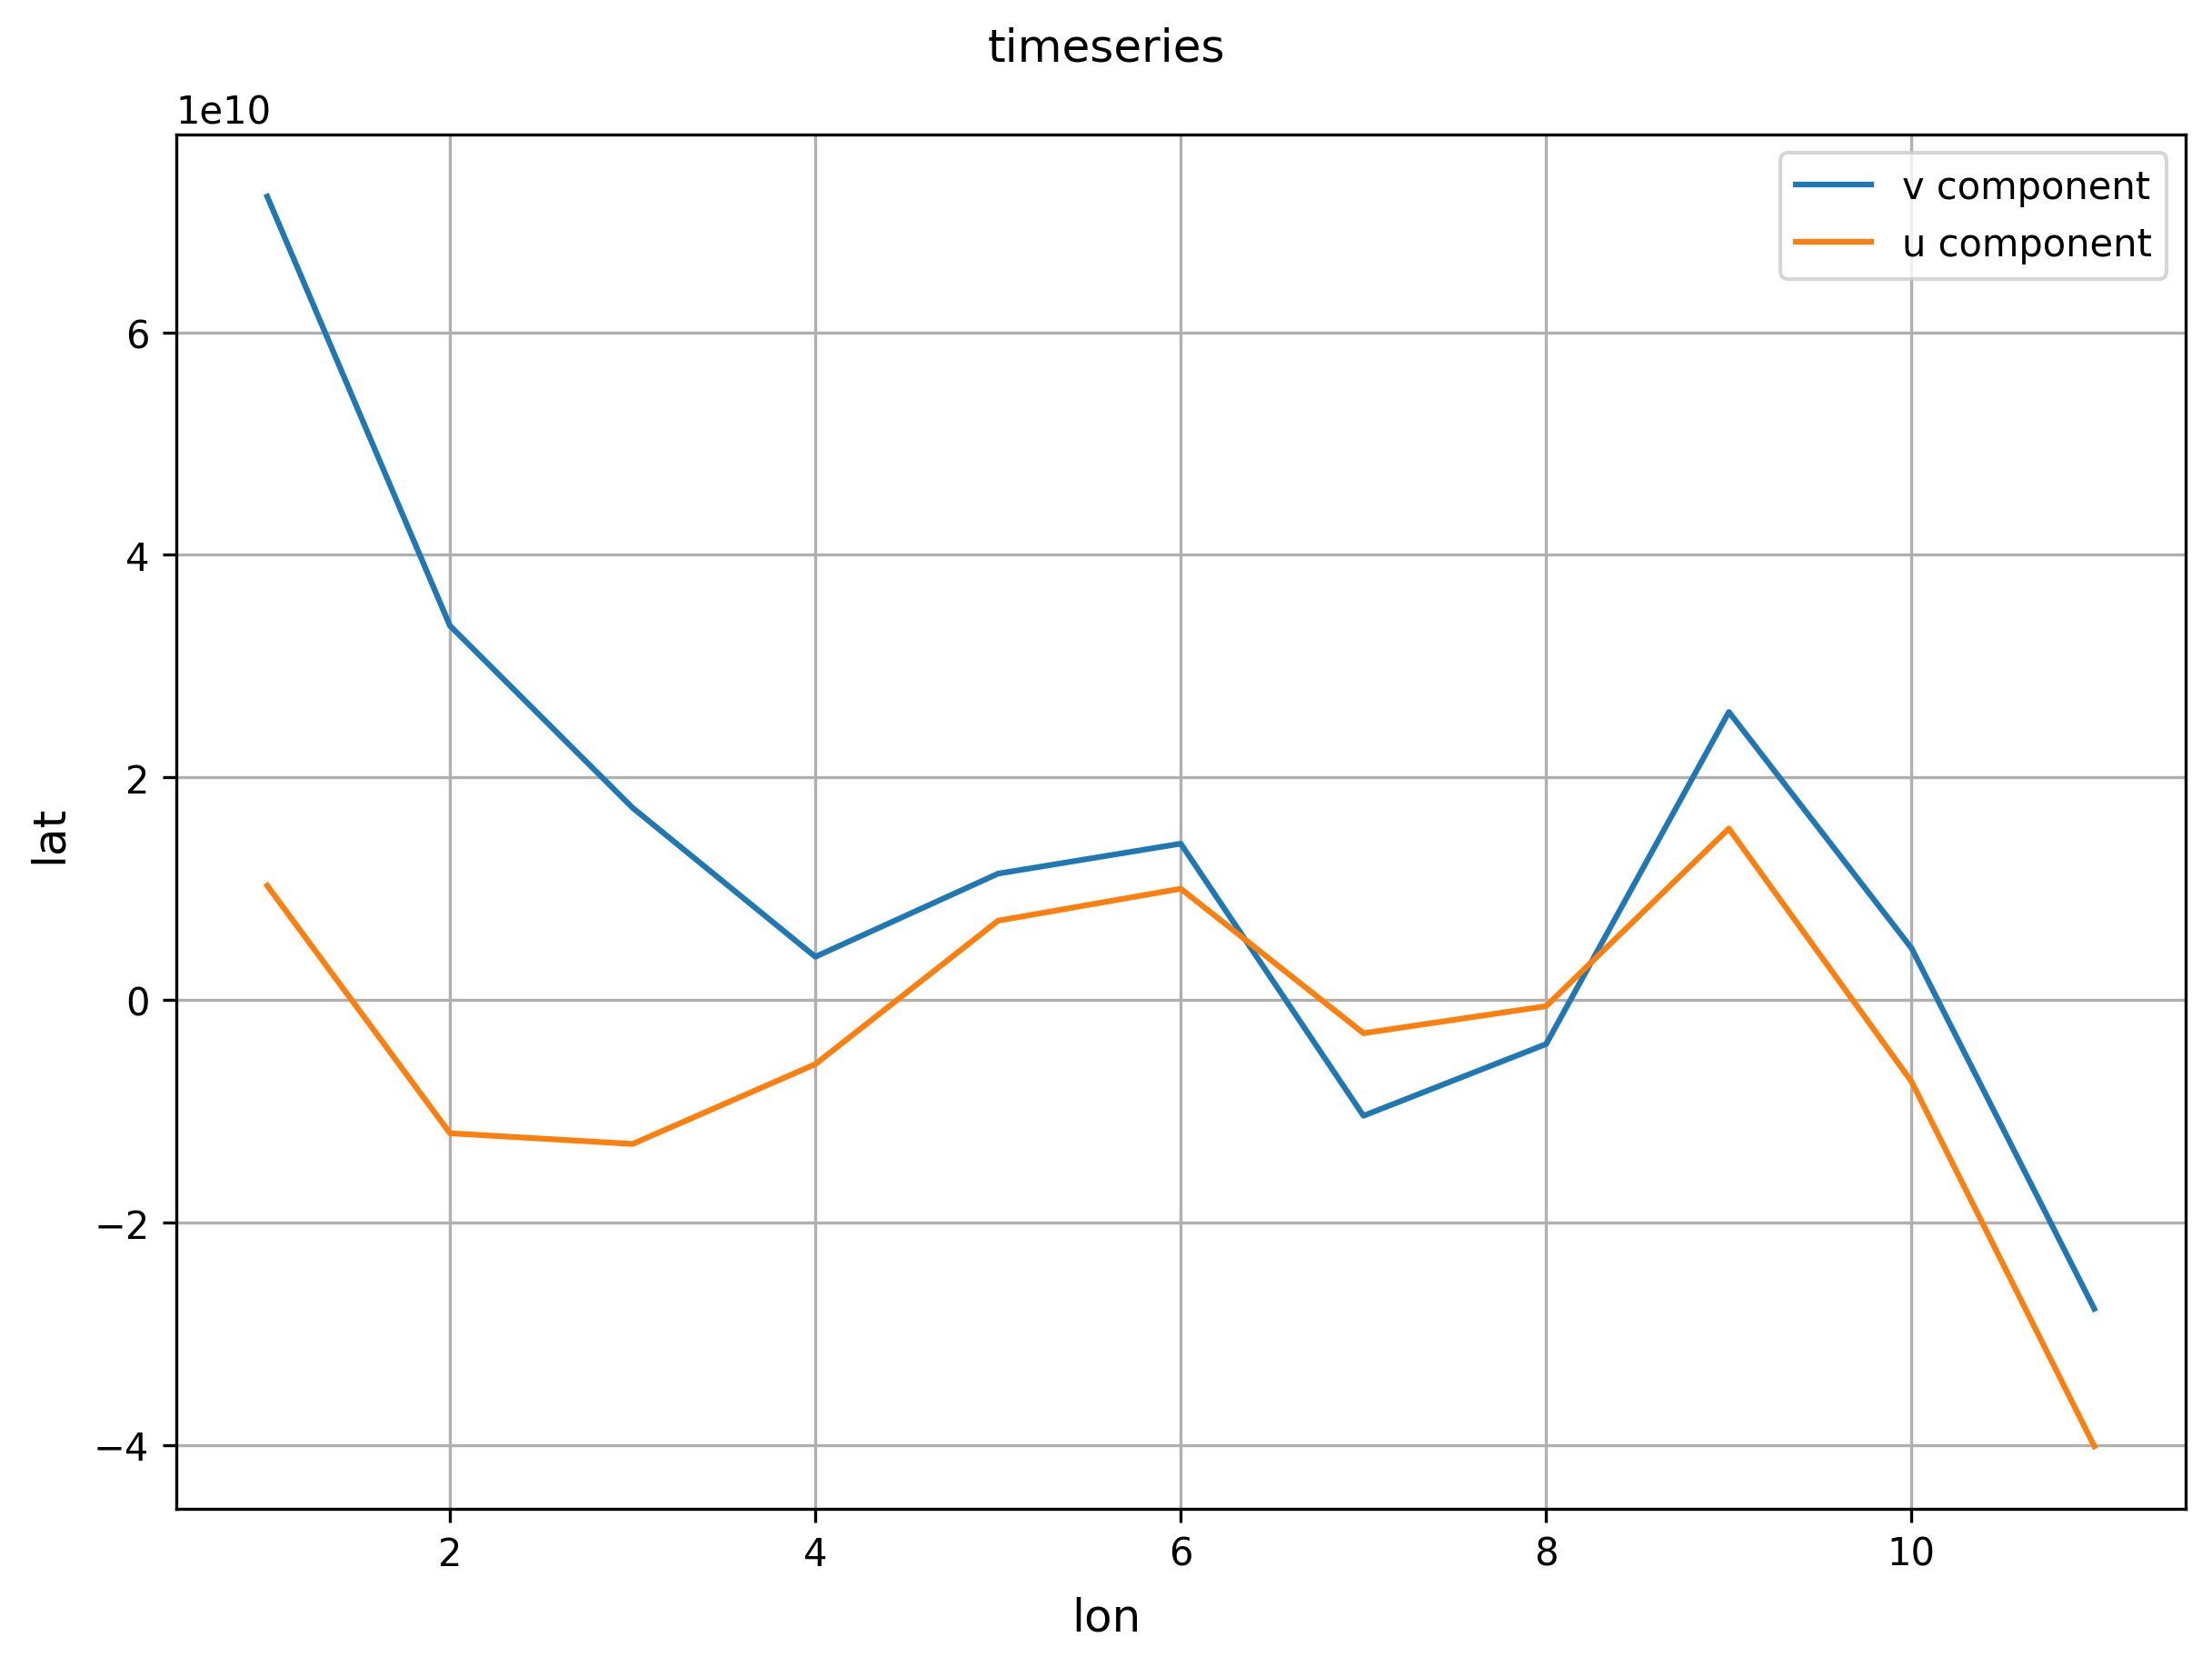 timeseries
1e10
v component
u component
6
4
2
0
−2
−4
lat
2 4 6 8 10
lon